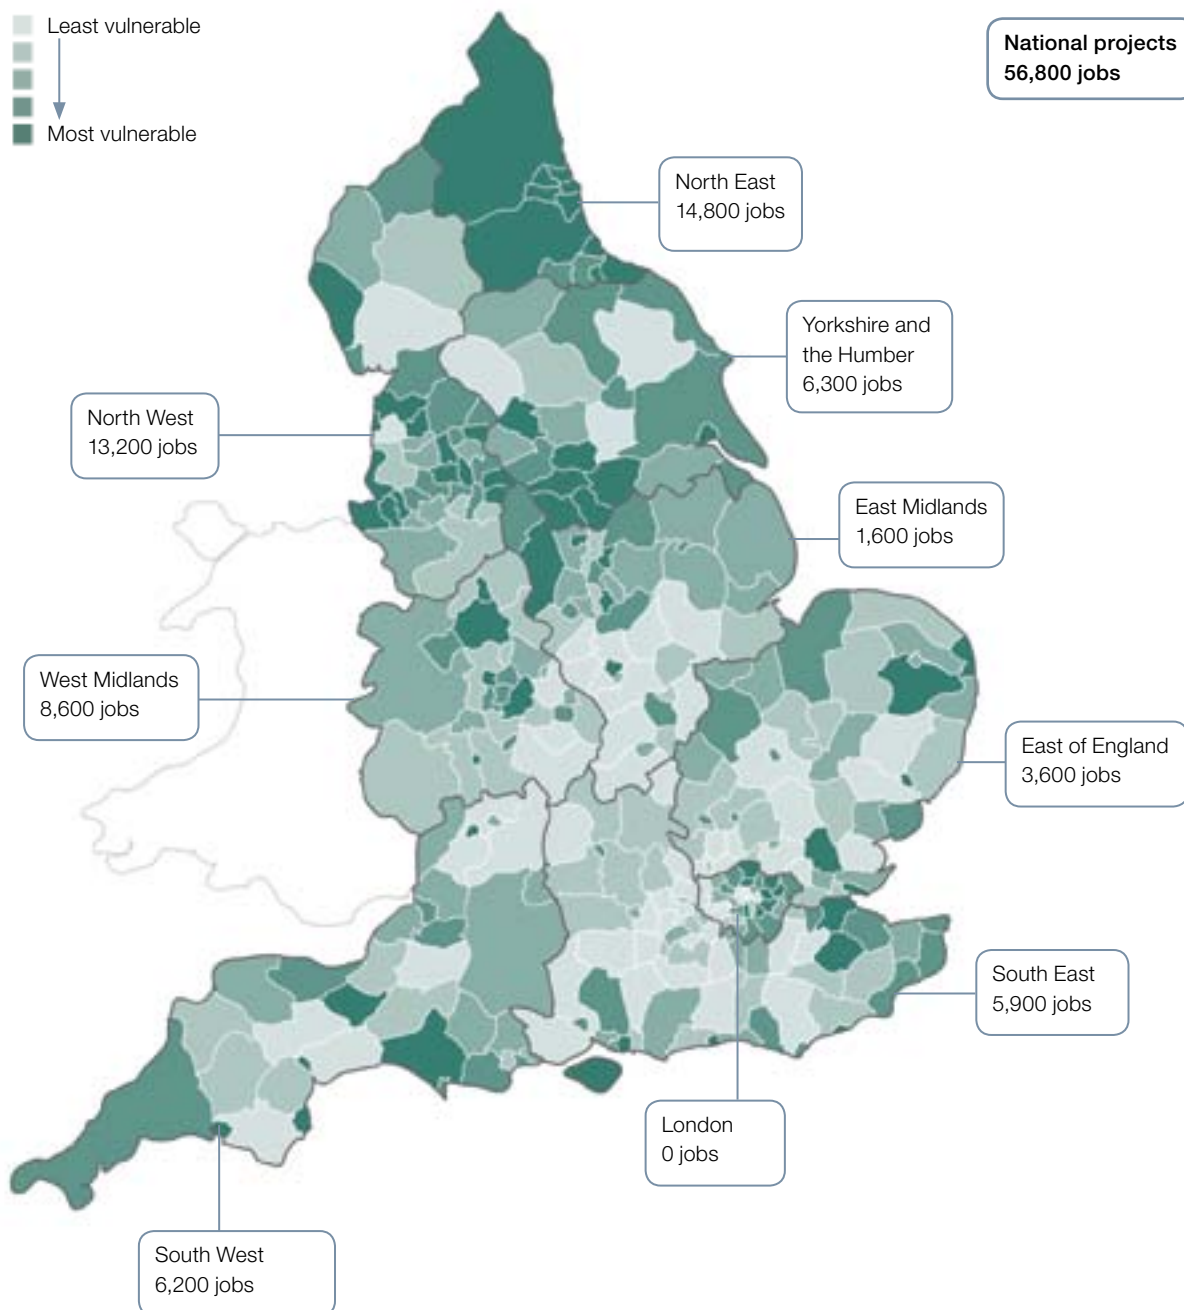 Least vulnerable
Most vulnerable
National projects
56,800 jobs
North East
14,800 jobs
Yorkshire and
the Humber
6,300 jobs
North West
13,200 jobs
East Midlands
1,600 jobs
West Midlands
8,600 jobs
East of England
3,600 jobs
South East
5,900 jobs
London
0 jobs
South West
6,200 jobs